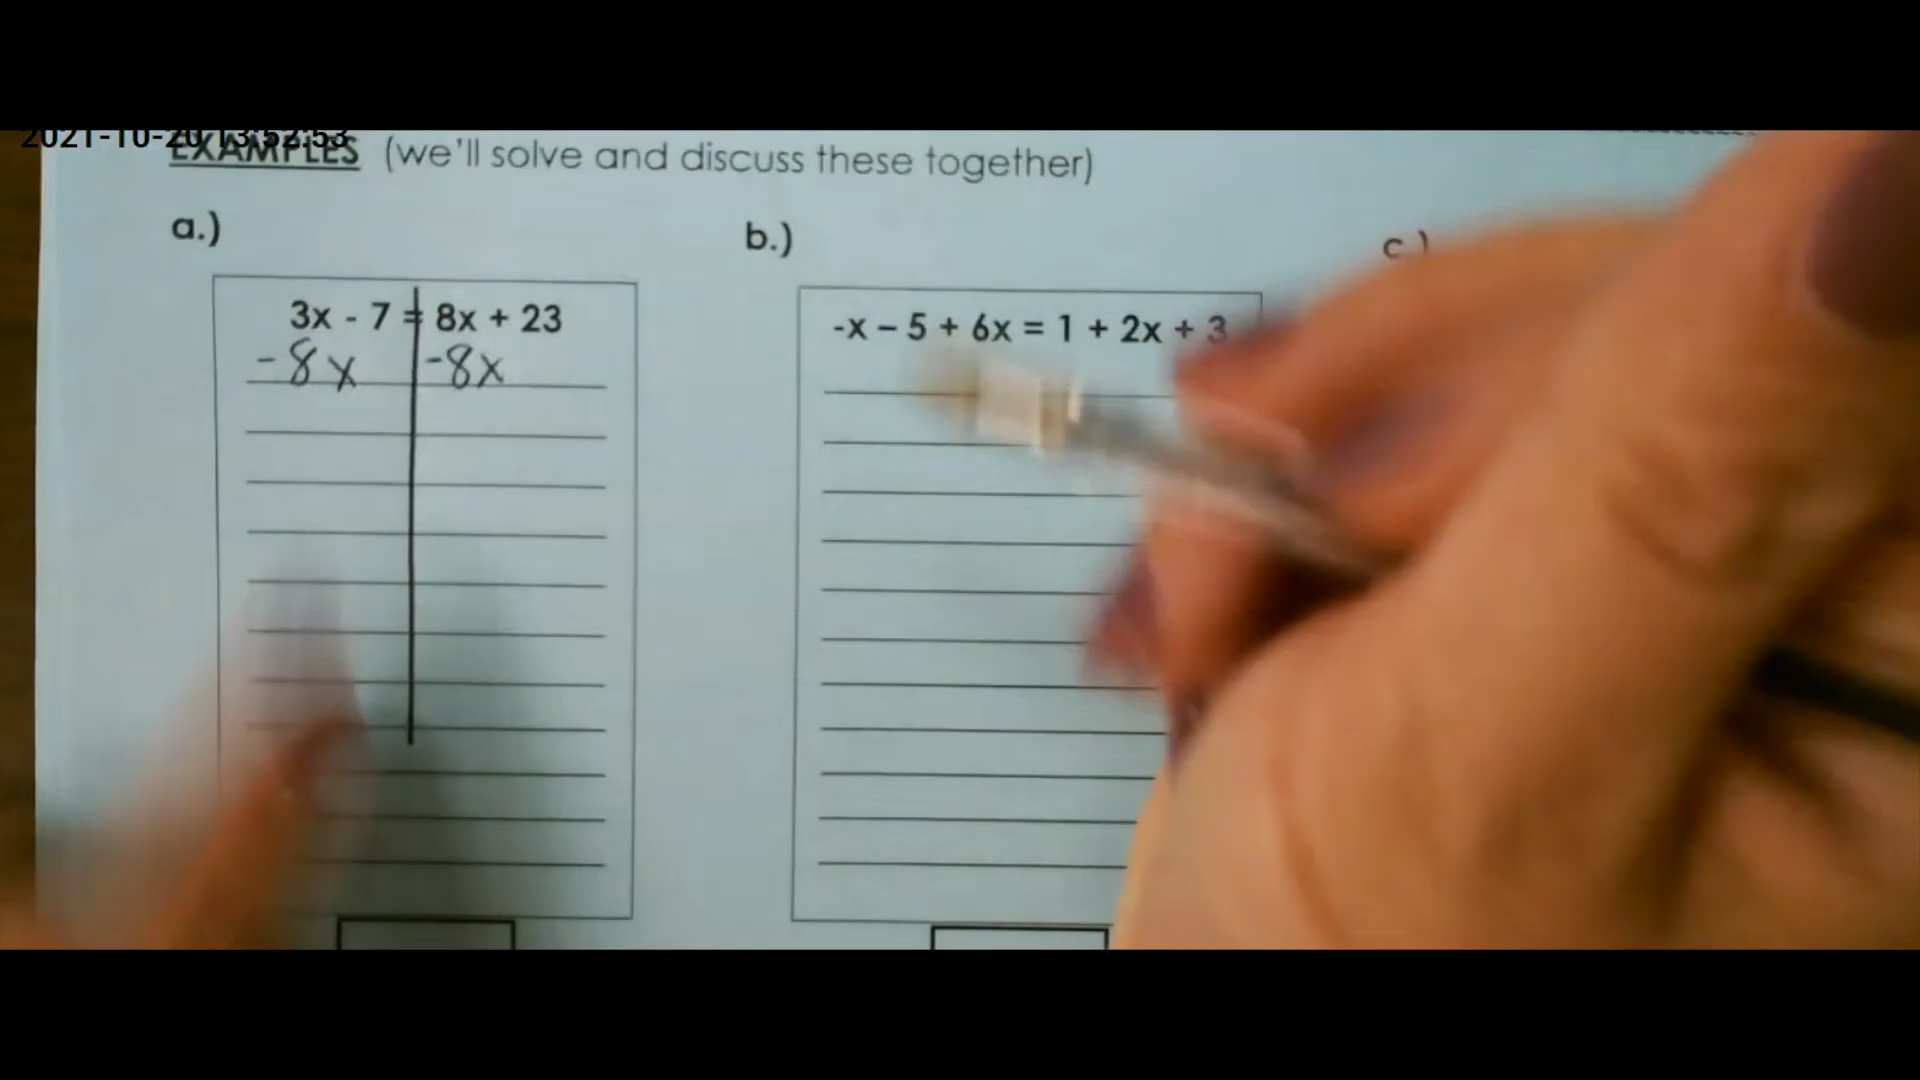 2021-10-20 13:52:53
EXAMPLES (we'll solve and discuss these together)
a.)
3x - 7 = 8x + 23
-8x -8x
b.)
-x – 5 + 6x = 1 + 2x + 3
c.)